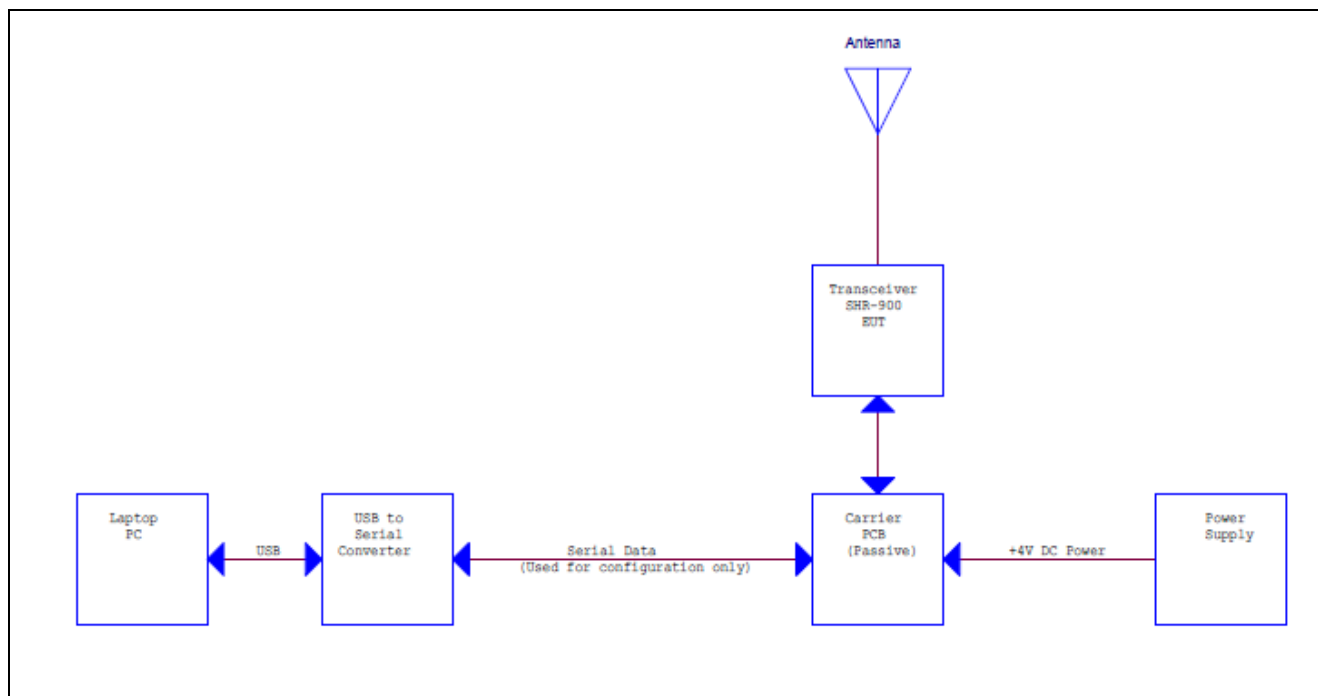 Antenna
Transceiver
SHR-900
EUT
Laptop
PC
USB
USB to
Serial
Converter
Serial Data
(Used for configuration only)
Carrier
PCB
(Passive)
+4V DC Power
Power
Supply